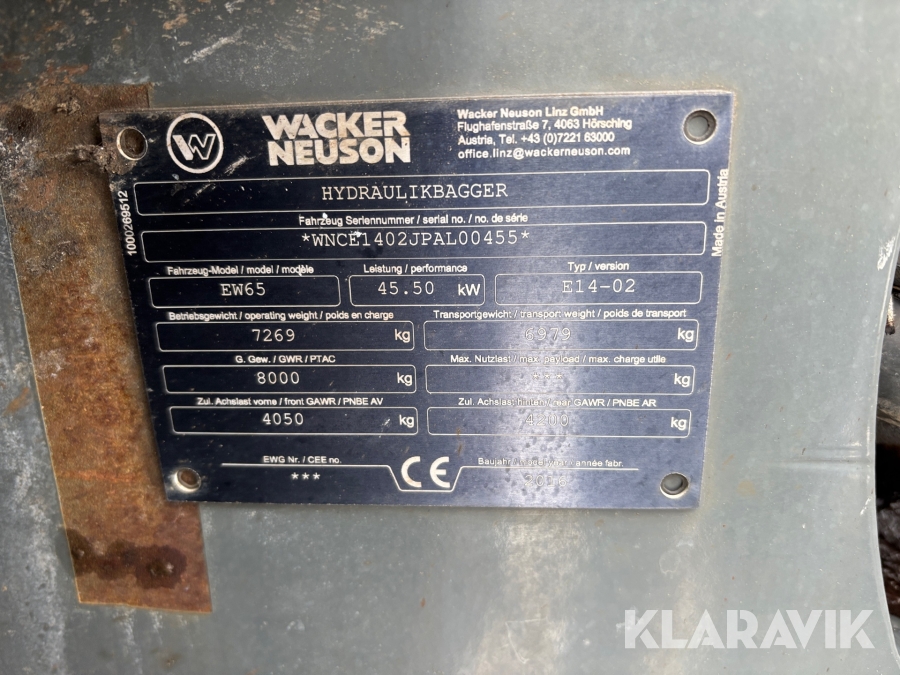 W
WACKER
NEUSON
Wacker Neuson Linz GmbH
Flughafenstraße 7, 4063 Hörsching
Austria, Tel. +43 (0)7221 63000
office.linz@wackerneuson.com
HYDRAULIKBAGGER
Fahrzeug Seriennummer / serial no. / no. de série
*WNCE1402JPAL00455*
Fahrzeug-Model / model / modèle
Leistung / performance
Typ / version
EW65
45.50 kW
E14-02
Betriebsgewicht / operating weight / poids en charge
Transportgewicht / transport weight / poids de transport
7269 kg
6979 kg
G. Gew. / GWR / PTAC
Max. Nutzlast / max. payload / max. charge utile
8000 kg
*** kg
Zul. Achslast vorne / front GAWR / PNBE AV
Zul. Achslast hinten / rear GAWR / PNBE AR
4050 kg
kg
EWG Nr. / CEE no.
CE
Baujahr / année fabr.
***
1000269512
Made in Austria
KLARAVIK